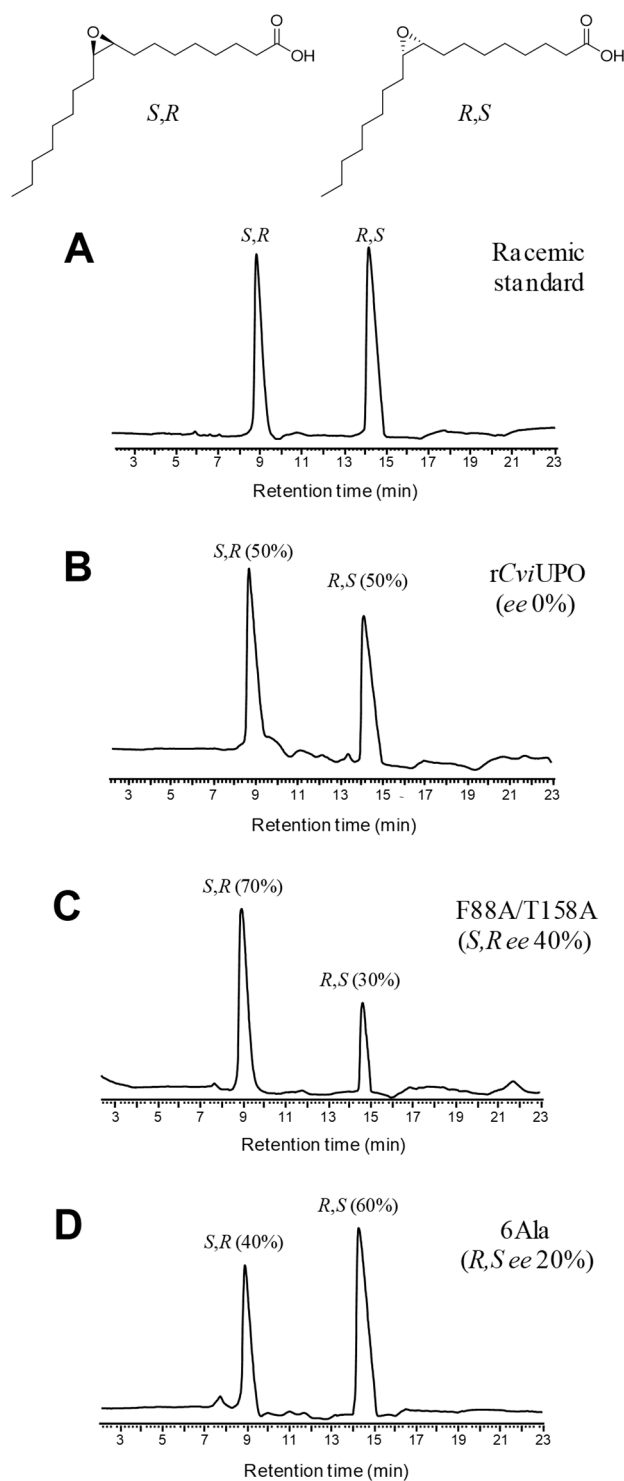 O
O
OH
S,R
O
O
OH
R,S
A
S,R
R,S
Racemic
standard
3 5 7 9 11 13 15 17 19 21 23
Retention time (min)
B
S,R (50%)
R,S (50%)
rCviUPO
(ee 0%)
3 5 7 9 11 13 15 17 19 21 23
Retention time (min)
C
S,R (70%)
R,S (30%)
F88A/T158A
(S,R ee 40%)
3 5 7 9 11 13 15 17 19 21 23
Retention time (min)
D
S,R (40%)
R,S (60%)
6Ala
(R,S ee 20%)
3 5 7 9 11 13 15 17 19 21 23
Retention time (min)